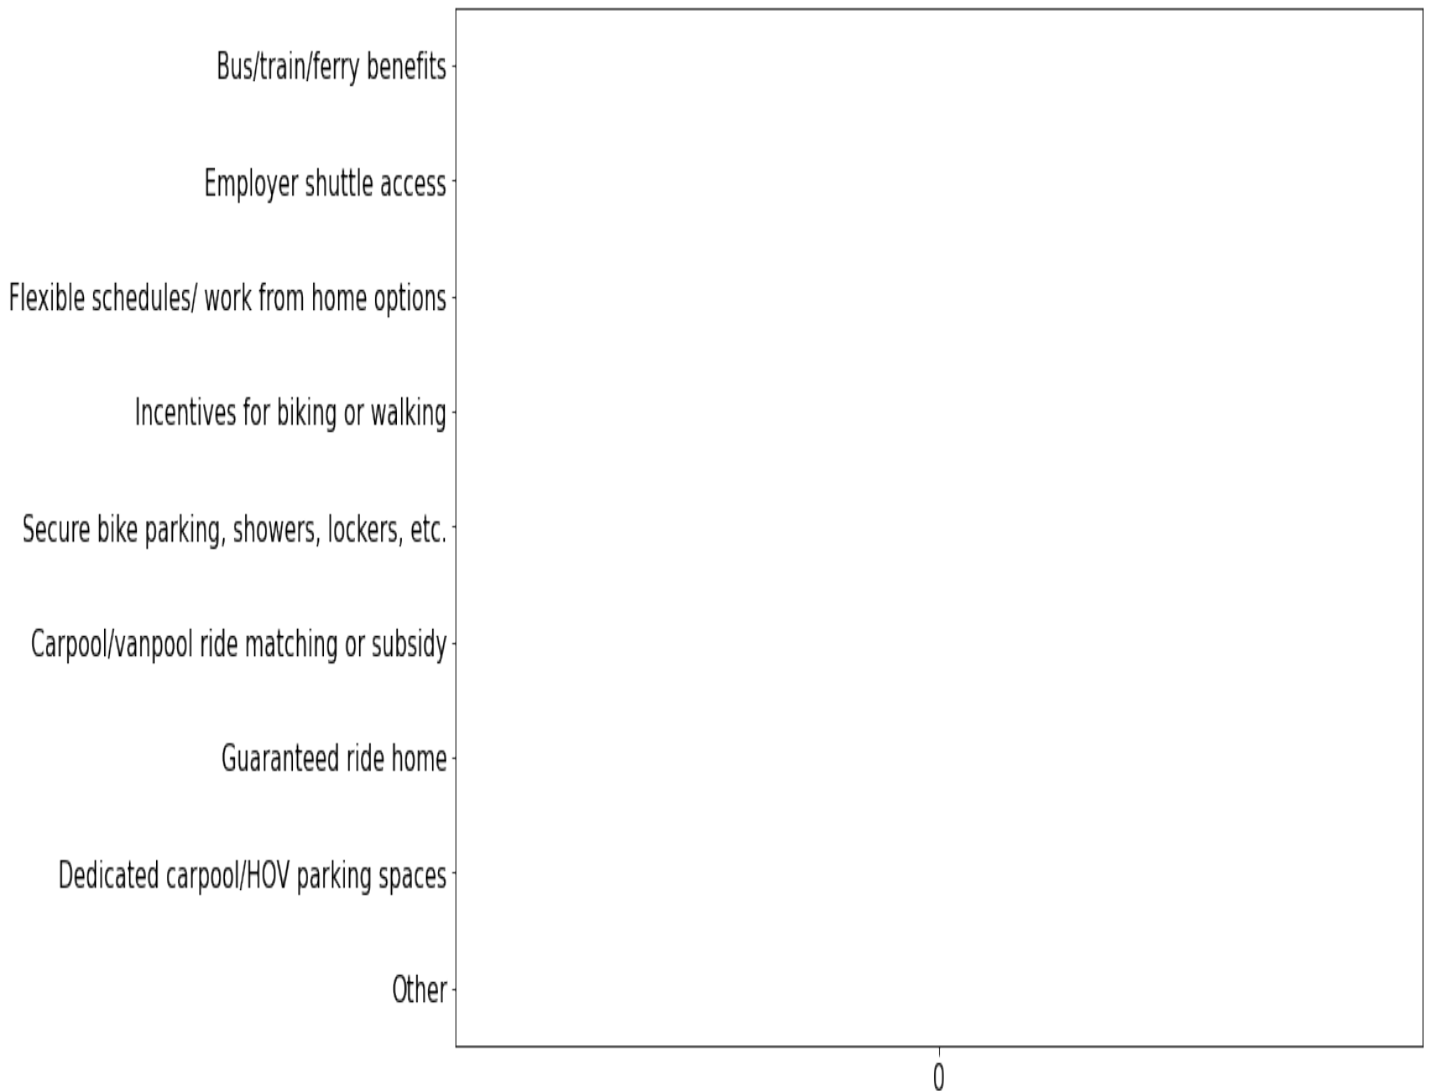 Bus/train/ferry benefits
Employer shuttle access
Flexible schedules/ work from home options
Incentives for biking or walking
Secure bike parking, showers, lockers, etc.
Carpool/vanpool ride matching or subsidy
Guaranteed ride home
Dedicated carpool/HOV parking spaces
Other
0